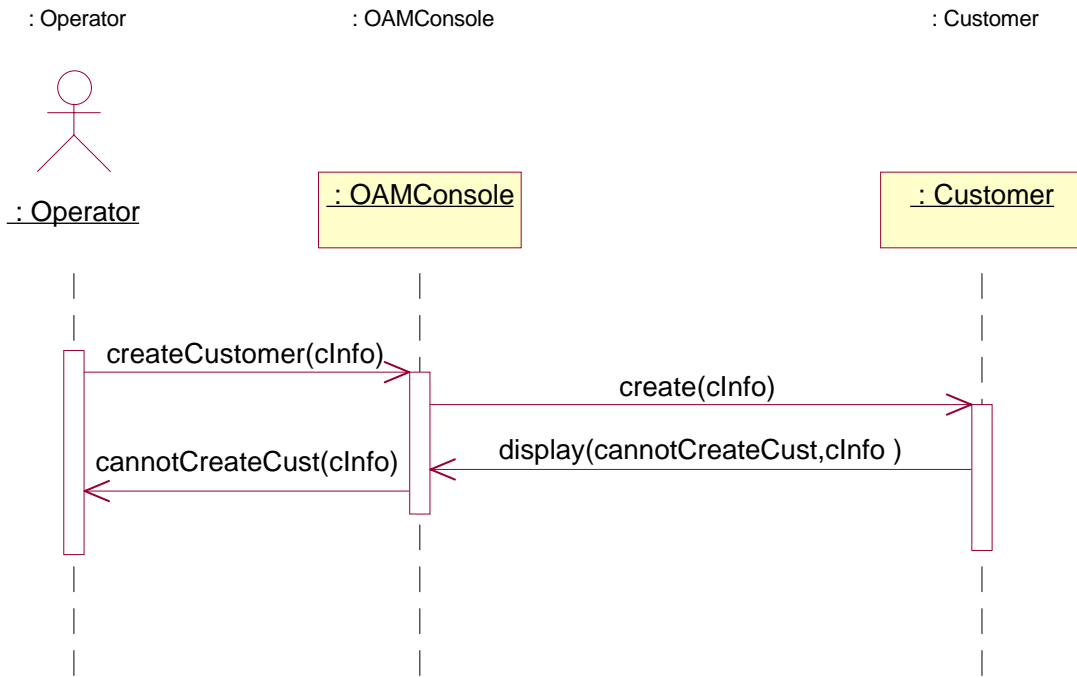 : Operator
: OAMConsole
: Customer
: Operator
: OAMConsole
: Customer
createCustomer(cInfo)
create(cInfo)
display(cannotCreateCust,cInfo )
cannotCreateCust(cInfo)